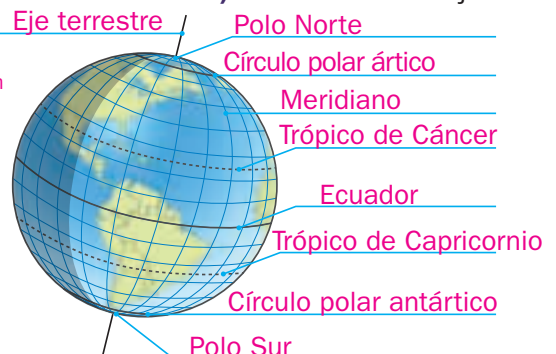 Eje terrestre
Polo Norte
Círculo polar ártico
Meridiano
Trópico de Cáncer
Ecuador
Trópico de Capricornio
Círculo polar antártico
Polo Sur